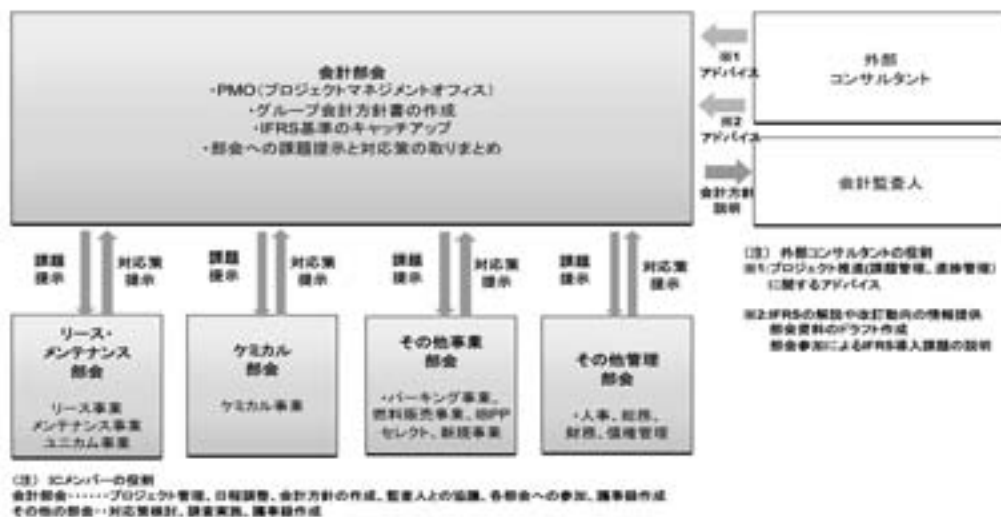 会計部会
・PMO(プロジェクトマネジメントオフィス)
・グループ会計方針書の作成
・IFRS基準のキャッチアップ
・部会への課題提示と対応策の取りまとめ
※1
アドバイス
※2
アドバイス
会計方針
説明
外部
コンサルタント
会計監査人
課題
提示
対応策
提示
課題
提示
対応策
提示
課題
提示
対応策
提示
課題
提示
対応策
提示
(注) 外部コンサルタントの役割
※1:プロジェクト推進(課題管理、進捗管理)
に関するアドバイス
※2:IFRSの解説や改訂動向の情報提供
部会資料のドラフト作成
部会参加によるIFRS導入課題の説明
リース・
メンテナンス
部会
リース事業
メンテナンス事業
ユニカム事業
ケミカル
部会
ケミカル事業
その他事業
部会
・パーキング事業、
燃料販売事業、
セレクト、新規事業
その他管理
部会
・人事、総務、
財務、債権管理
(注) メンバーの役割
会計部会……プロジェクト管理、日程調整、会計方針の作成、監査人との協議、各部会への参加、議事録作成
その他の部会‥対応策検討、調査実施、議事録作成